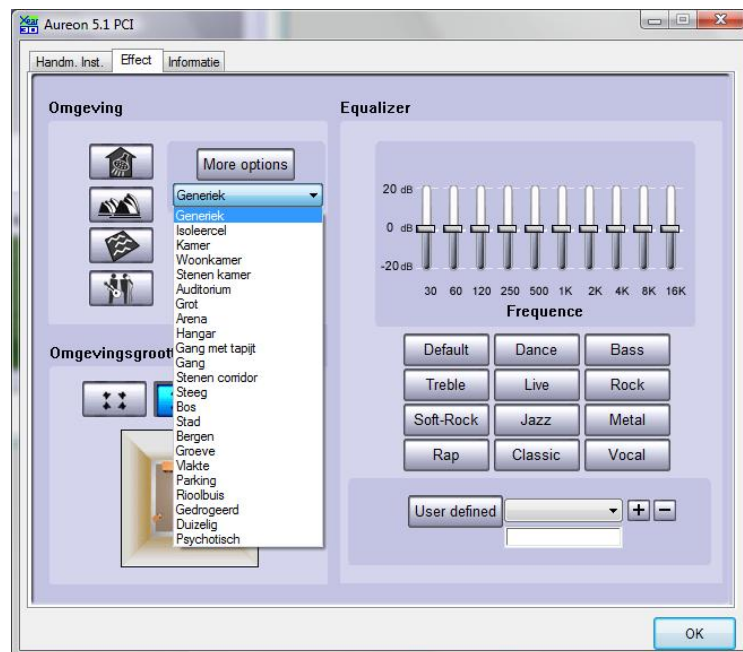 Xear
3D
Aureon 5.1 PCI
Handm. Inst.
Effect
Informatie
Omgeving
More options
Generiek
Generiek
Isoleercel
Kamer
Woonkamer
Stenen kamer
Auditorium
Grot
Arena
Hangar
Gang met tapijt
Gang
Stenen corridor
Steeg
Bos
Stad
Bergen
Groeve
Vlakte
Parking
Rioolbuis
Gedrogeerd
Duizelig
Psychotisch
Omgevingsgroott
Equalizer
20 dB
0 dB
-20 dB
30 60 120 250 500 1K 2K 4K 8K 16K
Frequence
Default Dance Bass
Treble Live Rock
Soft-Rock Jazz Metal
Rap Classic Vocal
User defined
OK